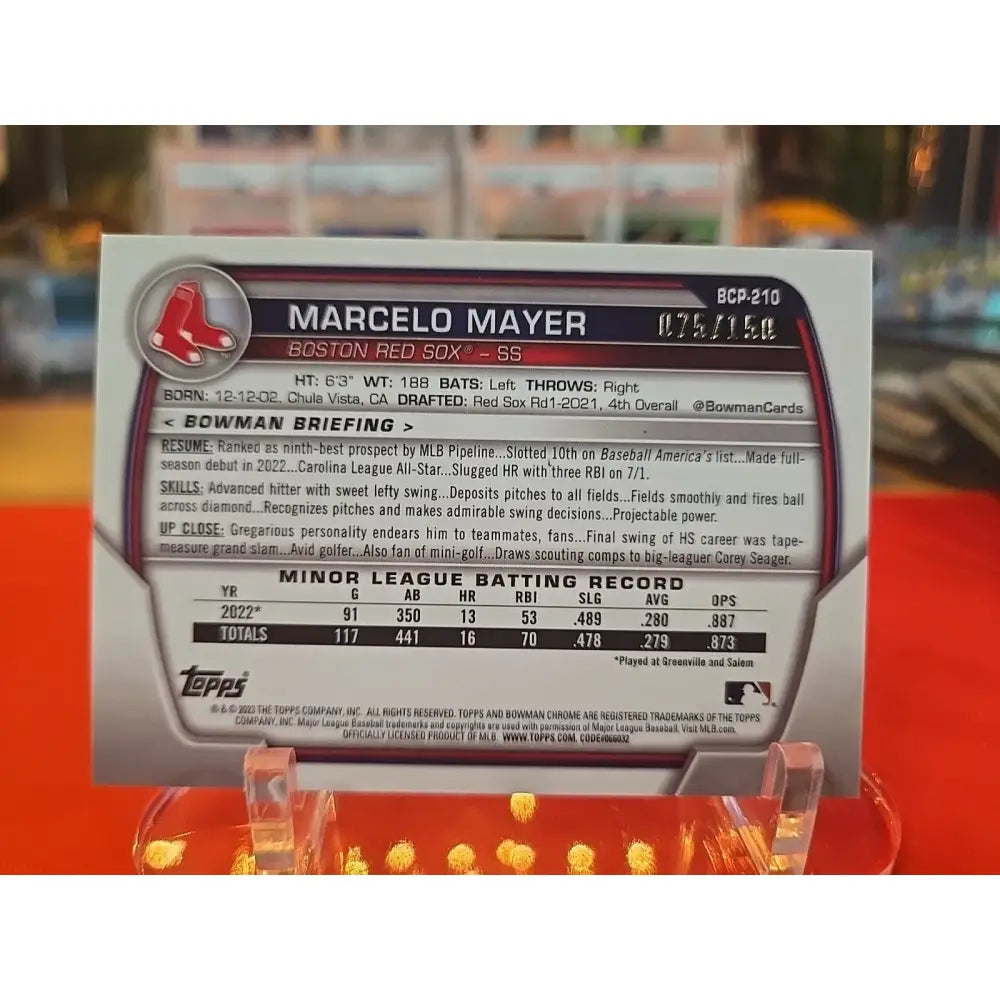 BCP-210
MARCELO MAYER
075/150
BOSTON RED SOX® - SS
HT: 6'3" WT: 188 BATS: Left THROWS: Right
BORN: 12-12-02, Chula Vista, CA DRAFTED: Red Sox Rd1-2021, 4th Overall @BowmanCards
< BOWMAN BRIEFING >
RESUME: Ranked as ninth-best prospect by MLB Pipeline...Slotted 10th on Baseball America's list...Made full-
season debut in 2022...Carolina League All-Star...Slugged HR with three RBI on 7/1.
SKILLS: Advanced hitter with sweet lefty swing...Deposits pitches to all fields...Fields smoothly and fires ball
across diamond...Recognizes pitches and makes admirable swing decisions...Projectable power.
UP CLOSE: Gregarious personality endears him to teammates, fans...Final swing of HS career was tape-
measure grand slam...Avid golfer...Also fan of mini-golf...Draws scouting comps to big-leaguer Corey Seager.
MINOR LEAGUE BATTING RECORD
YR G AB HR RBI SLG AVG OPS
2022* 91 350 13 53 .489 .280 .887
TOTALS 117 441 16 70 .478 .279 .873
*Played at Greenville and Salem
Topps®
® & © 2023 THE TOPPS COMPANY, INC. ALL RIGHTS RESERVED. TOPPS AND BOWMAN CHROME ARE REGISTERED TRADEMARKS OF THE TOPPS
COMPANY, INC. Major League Baseball trademarks and copyrights are used with permission of Major League Baseball. Visit MLB.com.
OFFICIALLY LICENSED PRODUCT OF MLB. WWW.TOPPS.COM. CODE#066032